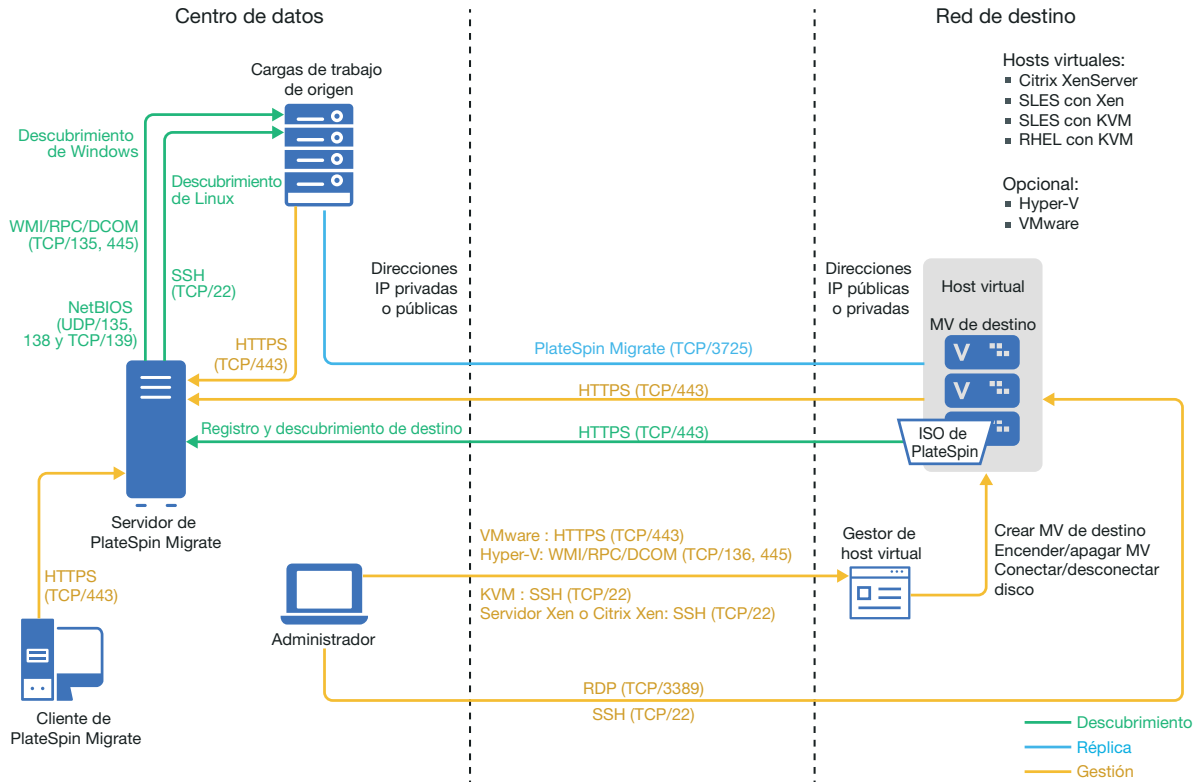 Centro de datos
Red de destino
Cargas de trabajo
de origen
Hosts virtuales:
Citrix XenServer
SLES con Xen
SLES con KVM
RHEL con KVM
Opcional:
Hyper-V
VMware
Descubrimiento
de Windows
Descubrimiento
de Linux
WMI/RPC/DCOM
(TCP/135, 445)
SSH
(TCP/22)
NetBIOS
(UDP/135,
138 y TCP/139)
HTTPS
(TCP/443)
Direcciones
IP privadas
o públicas
Direcciones
IP públicas
o privadas
Host virtual
MV de destino
V
V
PlateSpin Migrate (TCP/3725)
HTTPS (TCP/443)
Registro y descubrimiento de destino
HTTPS (TCP/443)
ISO de
PlateSpin
Servidor de
PlateSpin Migrate
VMware : HTTPS (TCP/443)
Hyper-V: WMI/RPC/DCOM (TCP/136, 445)
KVM : SSH (TCP/22)
Servidor Xen o Citrix Xen: SSH (TCP/22)
Gestor de
host virtual
Crear MV de destino
Encender/apagar MV
Conectar/desconectar
disco
HTTPS
(TCP/443)
Administrador
RDP (TCP/3389)
SSH (TCP/22)
Cliente de
PlateSpin Migrate
Descubrimiento
Réplica
Gestión